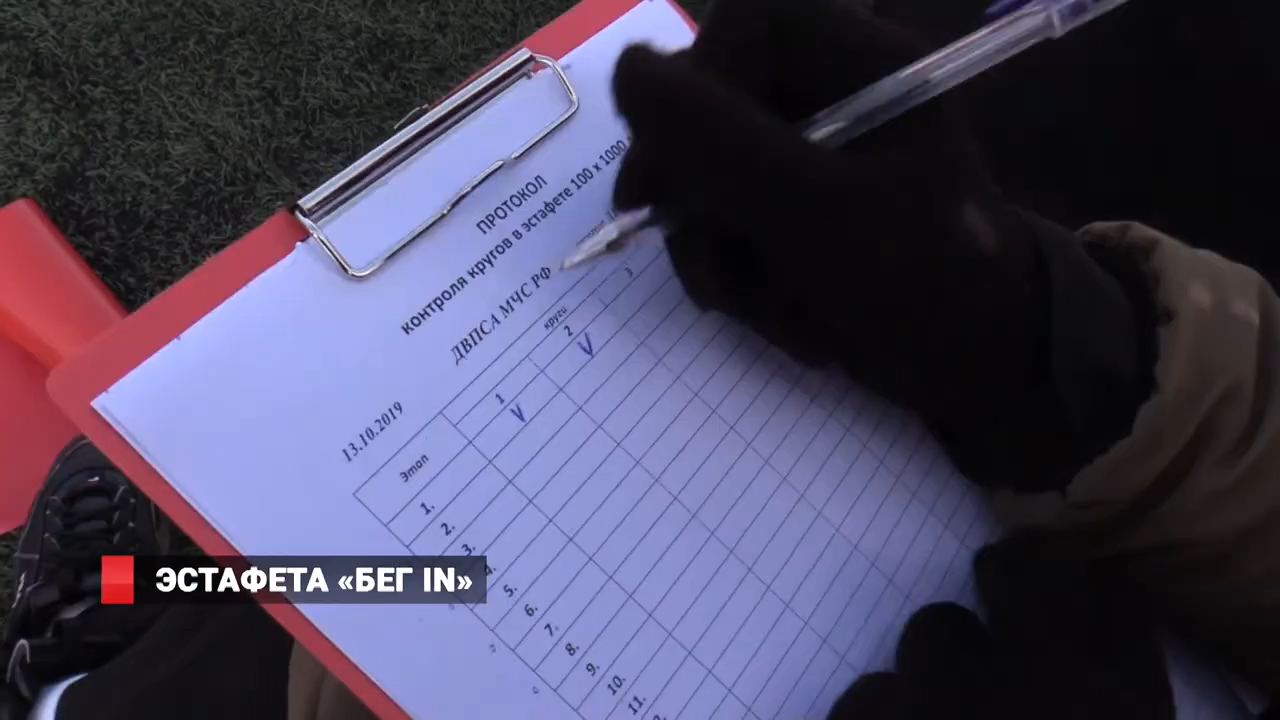 ПРОТОКОЛ
контроля кругов в эстафете 100 х 1000
ДВПСА МЧС РФ
13.10.2019
Этап
круги
1 2 3
V V
1.
2.
3.
4.
5.
6.
7.
8.
9.
10.
11.
ЭСТАФЕТА «БЕГ IN»